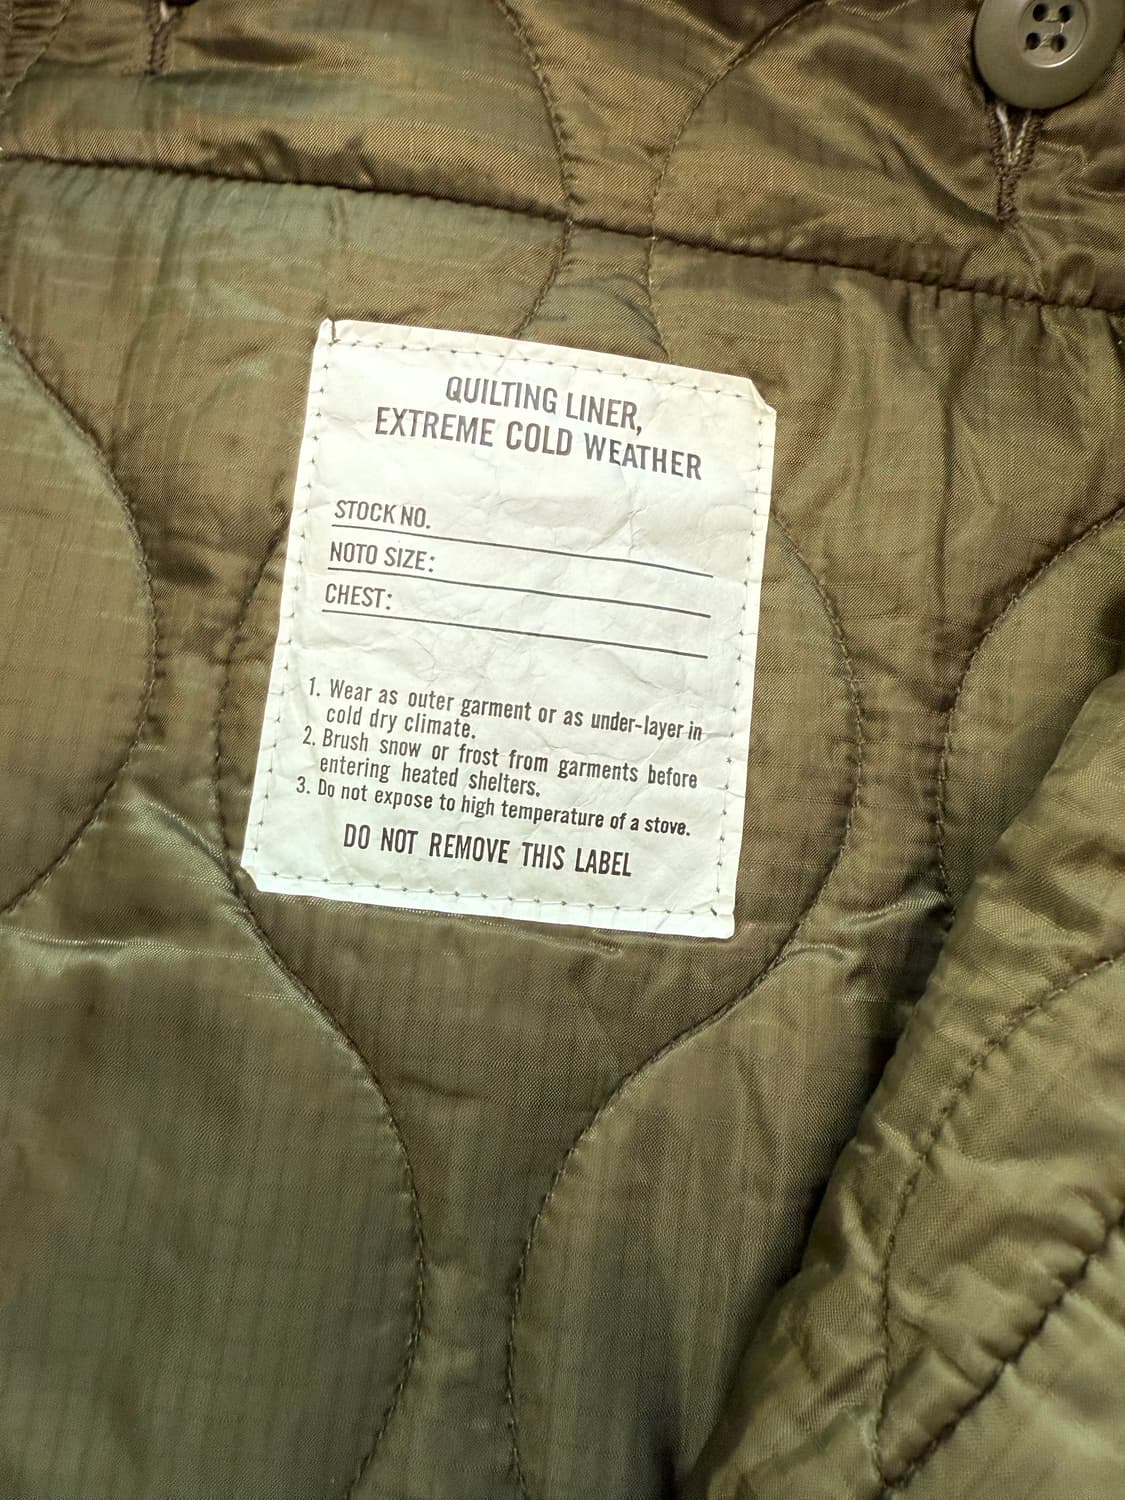 QUILTING LINER,
EXTREME COLD WEATHER
STOCK NO.
NOTO SIZE:
CHEST:
1. Wear as outer garment or as under-layer in
cold dry climate.
2. Brush snow or frost from garments before
entering heated shelters.
3. Do not expose to high temperature of a stove.
DO NOT REMOVE THIS LABEL